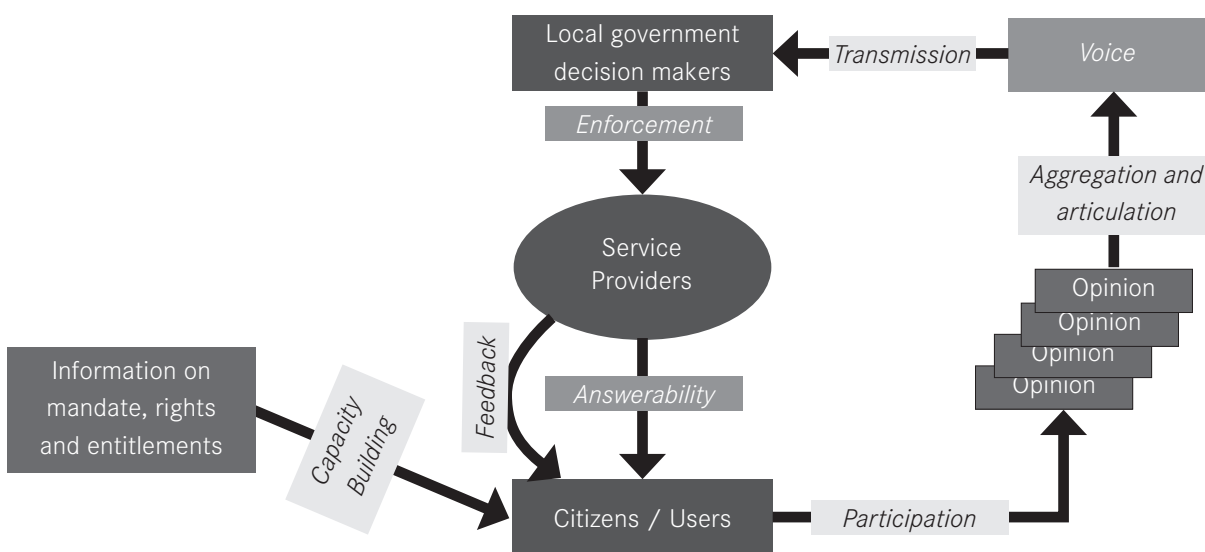 Local government
decision makers
Transmission
Voice
Enforcement
Aggregation and
articulation
Service
Providers
Opinion
Opinion
Opinion
Opinion
Information on
mandate, rights
and entitlements
Capacity
Building
Feedback
Answerability
Citizens / Users
Participation